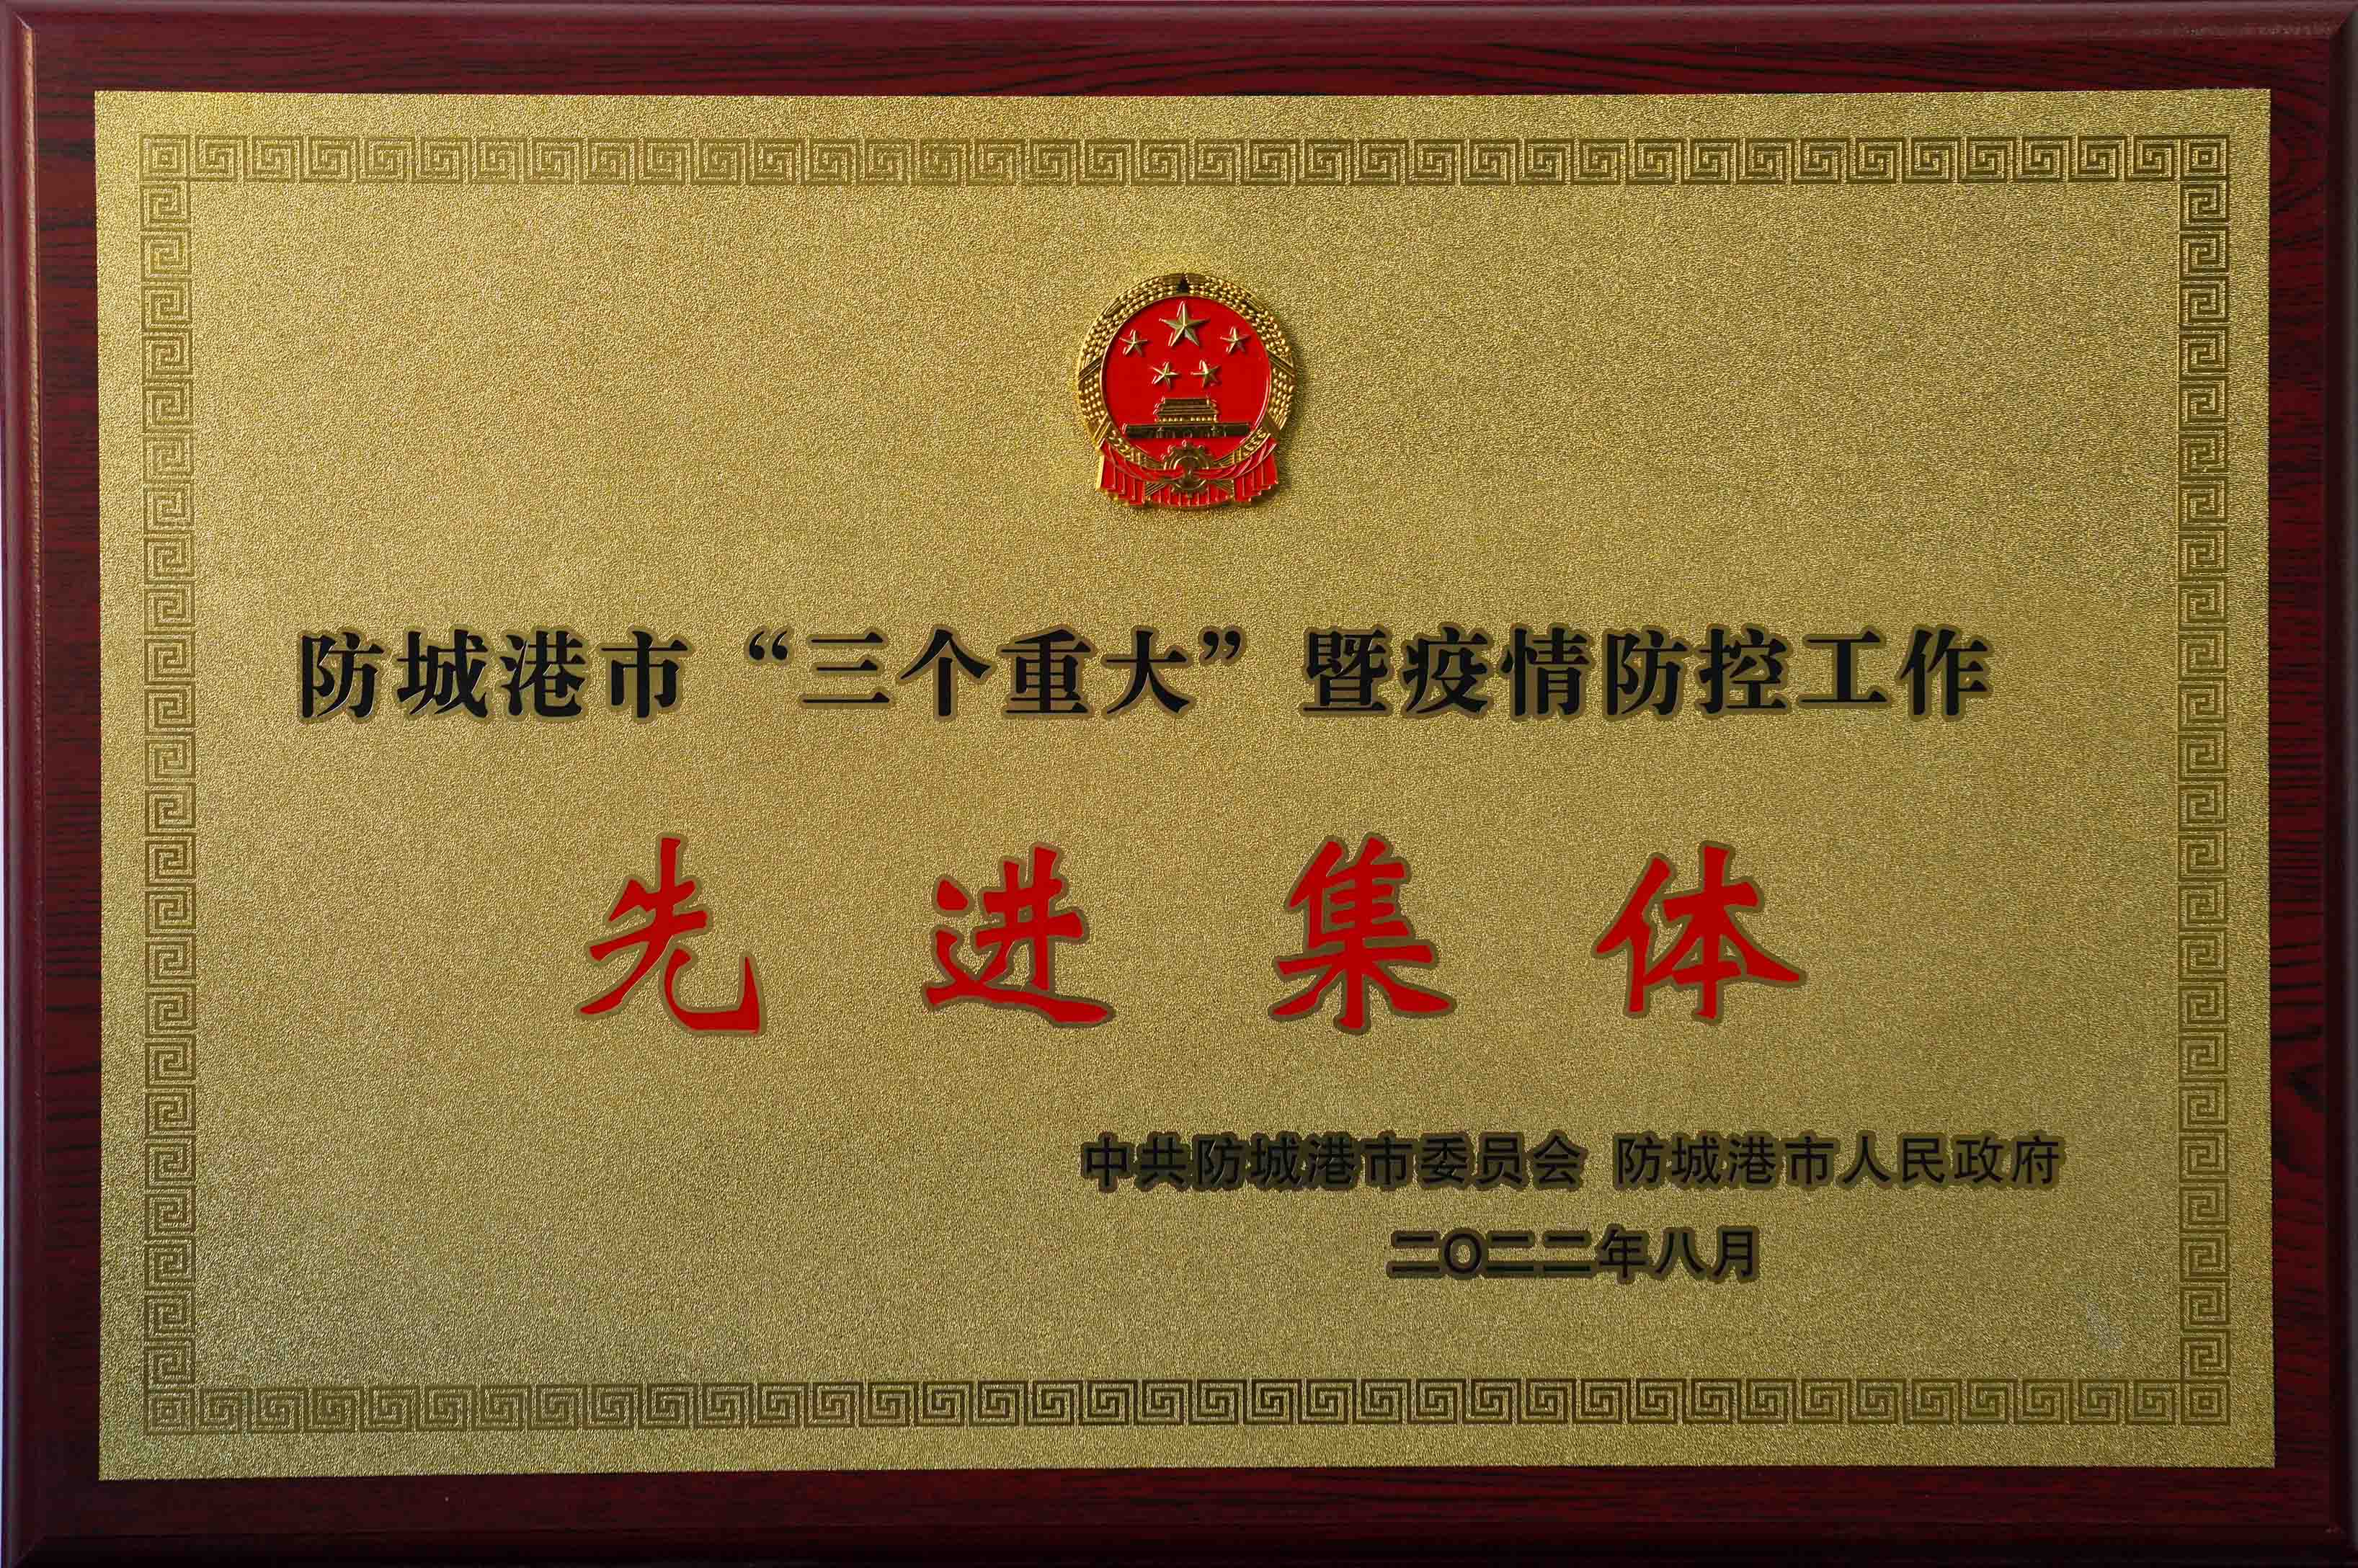 防城港市“三个重大”暨疫情防控工作
先进集体
中共防城港市委员会 防城港市人民政府
二〇二二年八月